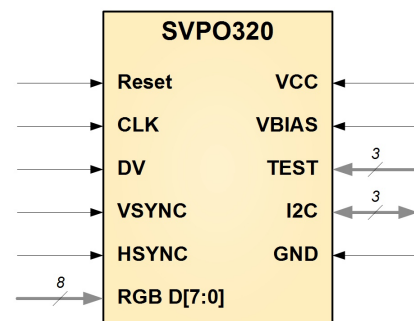 SVPO320
Reset VCC
CLK VBIAS
DV TEST 3
VSYNC I2C 3
HSYNC GND
8 RGB D[7:0]